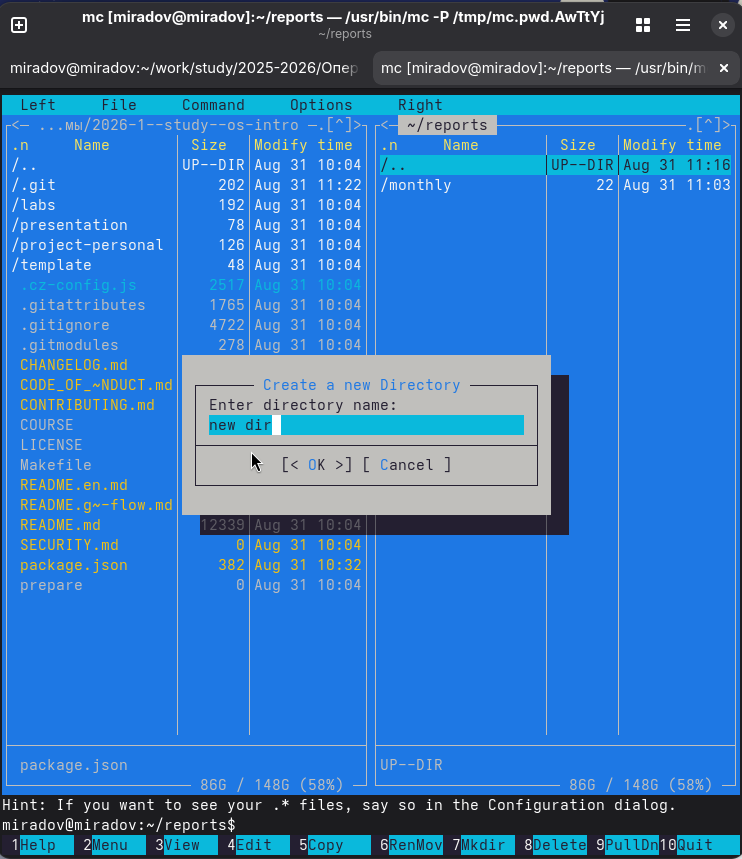 mc [miradov@miradov]:~/reports — /usr/bin/mc -P /tmp/mc.pwd.AwTtYj
~/reports
miradov@miradov:~/work/study/2025-2026/Опер
mc [miradov@miradov]:~/reports — /usr/bin/m
Left File Command Options Right
<— ...мы/2026-1--study--os-intro —.[^]> <— ~/reports .[^]>
.n Name Size Modify time .n Name Size Modify time
/.. UP--DIR Aug 31 10:04 /.. UP--DIR Aug 31 11:16
/.git 202 Aug 31 11:22 /monthly 22 Aug 31 11:03
/labs 192 Aug 31 10:04
/presentation 78 Aug 31 10:04
/project-personal 126 Aug 31 10:04
/template 48 Aug 31 10:04
.cz-config.js 2517 Aug 31 10:04
.gitattributes 1765 Aug 31 10:04
.gitignore 4722 Aug 31 10:04
.gitmodules 278 Aug 31 10:04
CHANGELOG.md
CODE_OF_~NDUCT.md
CONTRIBUTING.md
COURSE
LICENSE
Makefile
README.en.md
README.g~-flow.md
README.md 12339 Aug 31 10:04
SECURITY.md 0 Aug 31 10:04
package.json 382 Aug 31 10:32
prepare 0 Aug 31 10:04
Create a new Directory
Enter directory name:
new dir
[< OK >] [ Cancel ]
package.json UP--DIR
86G / 148G (58%) 86G / 148G (58%)
Hint: If you want to see your .* files, say so in the Configuration dialog.
miradov@miradov:~/reports$
1Help 2Menu 3View 4Edit 5Copy 6RenMov 7Mkdir 8Delete 9PullDn 10Quit